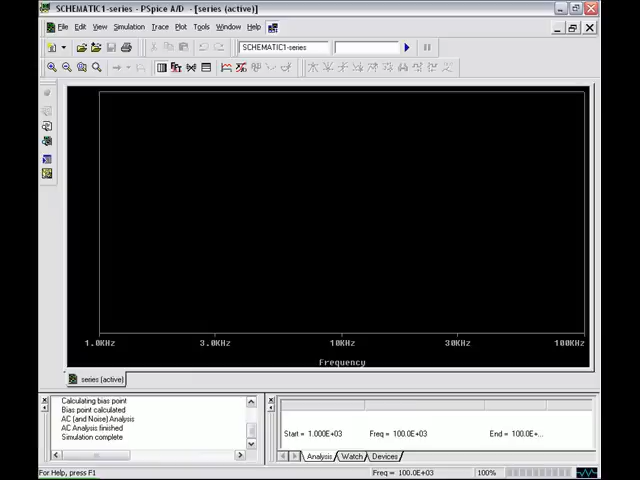 SCHEMATIC1-series - PSpice A/D - [series (active)]
File Edit View Simulation Trace Plot Tools Window Help
SCHEMATIC1-series
1.0KHz 3.0KHz 10KHz 30KHz 100KHz
Frequency
series (active)
Calculating bias point
Bias point calculated
AC (and Noise) Analysis
AC Analysis finished
Simulation complete
Start = 1.000E+03 Freq = 100.0E+03 End = 100.0E+...
Analysis Watch Devices
For Help, press F1 Freq = 100.0E+03 100%